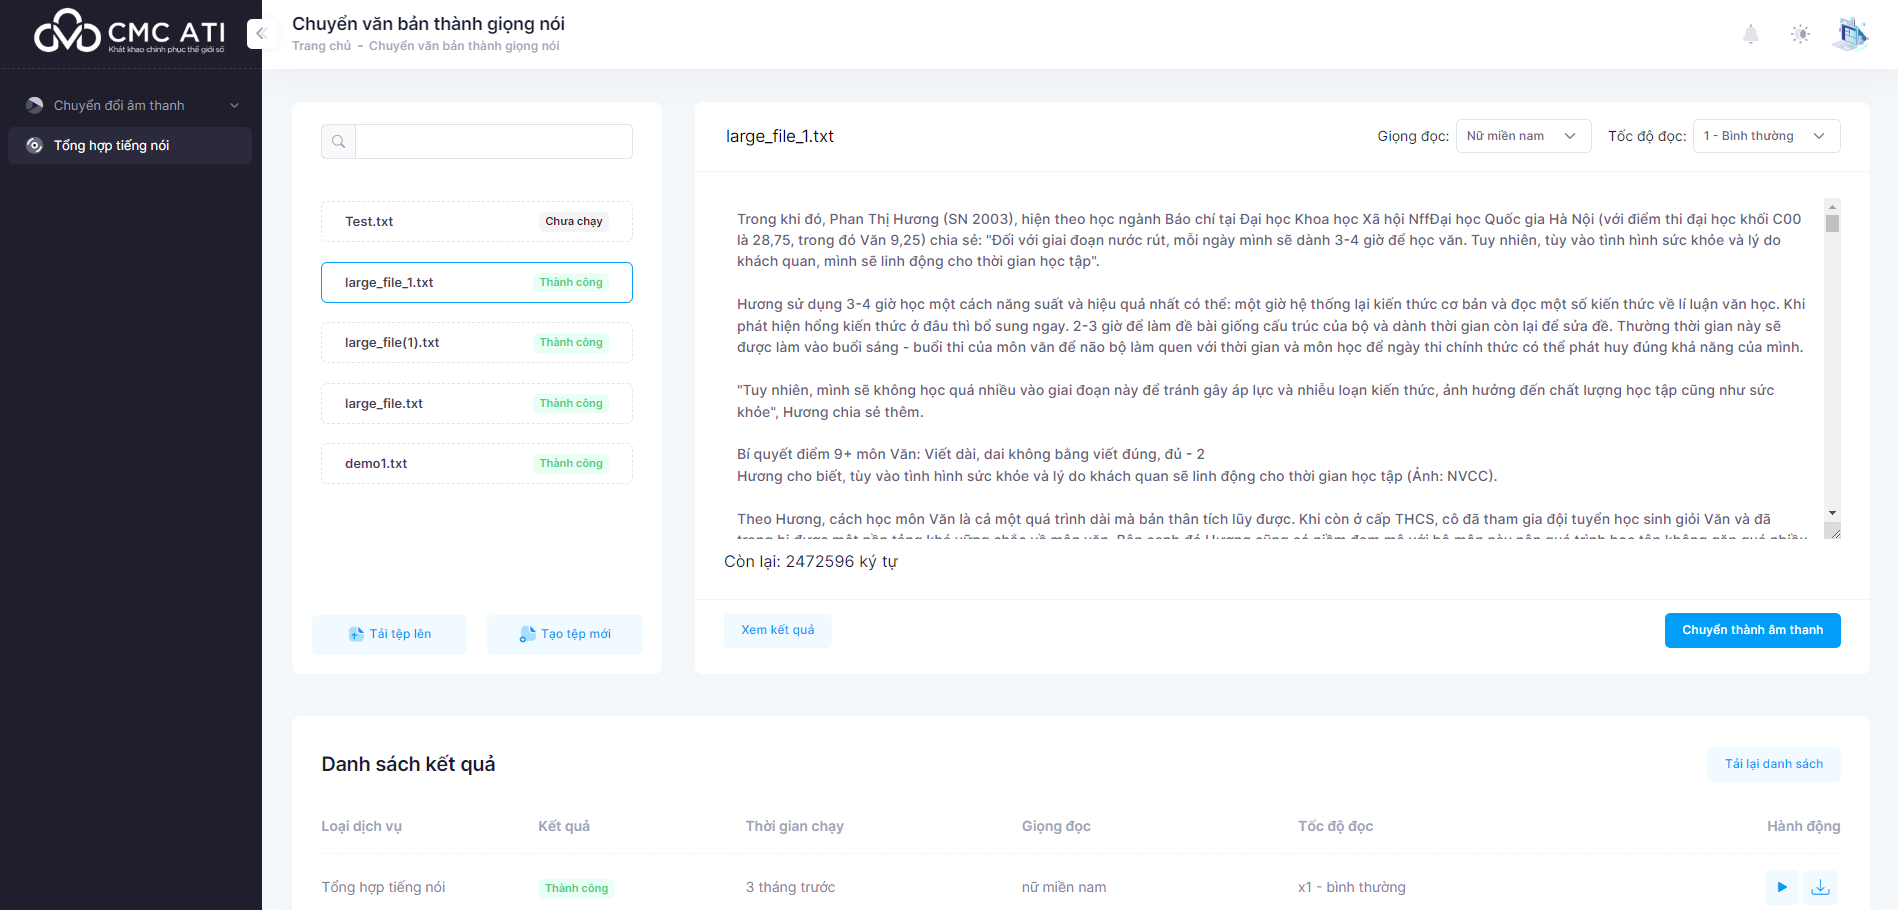 CMC ATI
Khát khao chinh phục thế giới số
Chuyển văn bản thành giọng nói
Trang chủ - Chuyển văn bản thành giọng nói
Chuyển đổi âm thanh
Tổng hợp tiếng nói
Test.txt Chưa chạy
large_file_1.txt Thành công
large_file(1).txt Thành công
large_file.txt Thành công
demo1.txt Thành công
Tải tệp lên Tạo tệp mới
large_file_1.txt Giọng đọc: Nữ miền nam Tốc độ đọc: 1 - Bình thường
Trong khi đó, Phan Thị Hương (SN 2003), hiện theo học ngành Báo chí tại Đại học Khoa học Xã hội NffĐại học Quốc gia Hà Nội (với điểm thi đại học khối C00
là 28,75, trong đó Văn 9,25) chia sẻ: "Đối với giai đoạn nước rút, mỗi ngày mình sẽ dành 3-4 giờ để học văn. Tuy nhiên, tùy vào tình hình sức khỏe và lý do
khách quan, mình sẽ linh động cho thời gian học tập".
Hương sử dụng 3-4 giờ học một cách năng suất và hiệu quả nhất có thể: một giờ hệ thống lại kiến thức cơ bản và đọc một số kiến thức về lí luận văn học. Khi
phát hiện hổng kiến thức ở đâu thì bổ sung ngay. 2-3 giờ để làm đề bài giống cấu trúc của bộ và dành thời gian còn lại để sửa đề. Thường thời gian này sẽ
được làm vào buổi sáng - buổi thi của môn văn để não bộ làm quen với thời gian và môn học để ngày thi chính thức có thể phát huy đúng khả năng của mình.
"Tuy nhiên, mình sẽ không học quá nhiều vào giai đoạn này để tránh gây áp lực và nhiễu loạn kiến thức, ảnh hưởng đến chất lượng học tập cũng như sức
khỏe", Hương chia sẻ thêm.
Bí quyết điểm 9+ môn Văn: Viết dài, dai không bằng viết đúng, đủ - 2
Hương cho biết, tùy vào tình hình sức khỏe và lý do khách quan sẽ linh động cho thời gian học tập (Ảnh: NVCC).
Theo Hương, cách học môn Văn là cả một quá trình dài mà bản thân tích lũy được. Khi còn ở cấp THCS, cô đã tham gia đội tuyển học sinh giỏi Văn và đã
Còn lại: 2472596 ký tự
Xem kết quả Chuyển thành âm thanh
Danh sách kết quả Tải lại danh sách
Loại dịch vụ Kết quả Thời gian chạy Giọng đọc Tốc độ đọc Hành động
Tổng hợp tiếng nói Thành công 3 tháng trước nữ miền nam x1 - bình thường